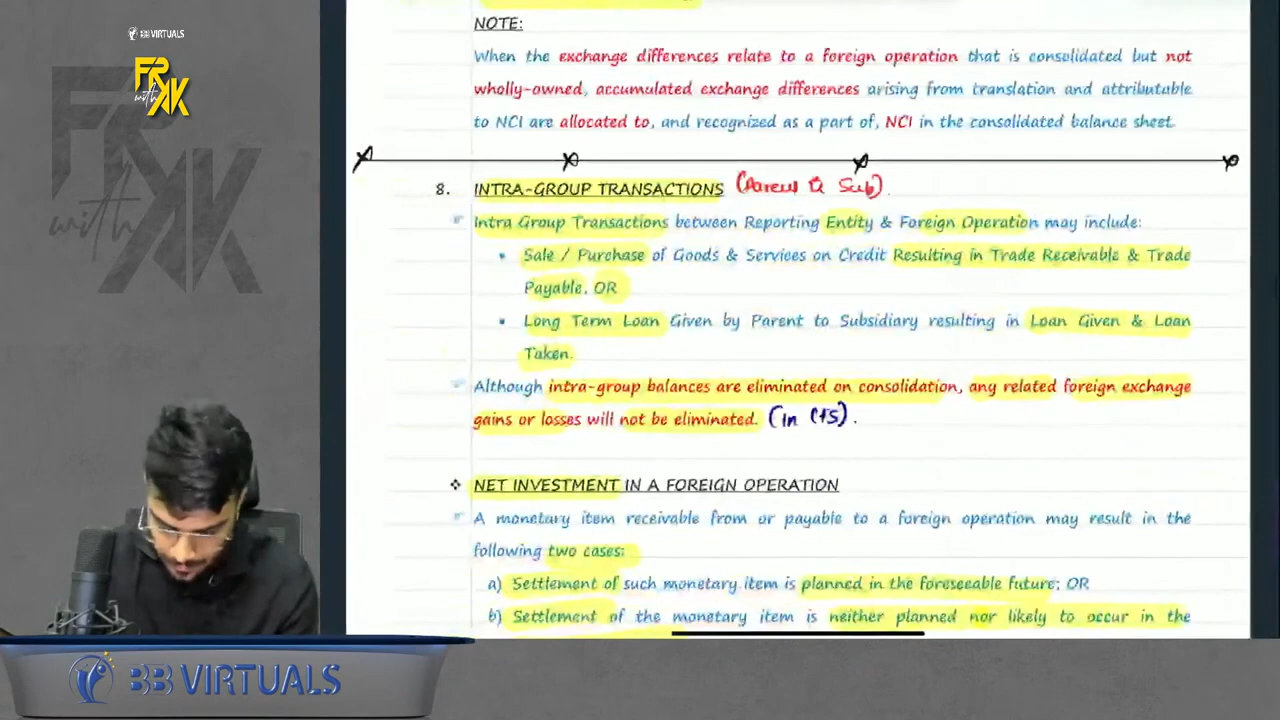 BB VIRTUALS
FR
with AK
FR
with AK
NOTE:
When the exchange differences relate to a foreign operation that is consolidated but not
wholly-owned, accumulated exchange differences arising from translation and attributable
to NCI are allocated to, and recognized as a part of, NCI in the consolidated balance sheet
8. INTRA-GROUP TRANSACTIONS (Parent & Sub)
Intra Group Transactions between Reporting Entity & Foreign Operation may include:
• Sale / Purchase of Goods & Services on Credit Resulting in Trade Receivable & Trade
Payable, OR
• Long Term Loan Given by Parent to Subsidiary resulting in Loan Given & Loan
Taken.
Although intra-group balances are eliminated on consolidation, any related foreign exchange
gains or losses will not be eliminated. (In CFS).
❖ NET INVESTMENT IN A FOREIGN OPERATION
A monetary item receivable from or payable to a foreign operation may result in the
following two cases:
a) Settlement of such monetary item is planned in the foreseeable future; OR
b) Settlement of the monetary item is neither planned nor likely to occur in the
BB VIRTUALS